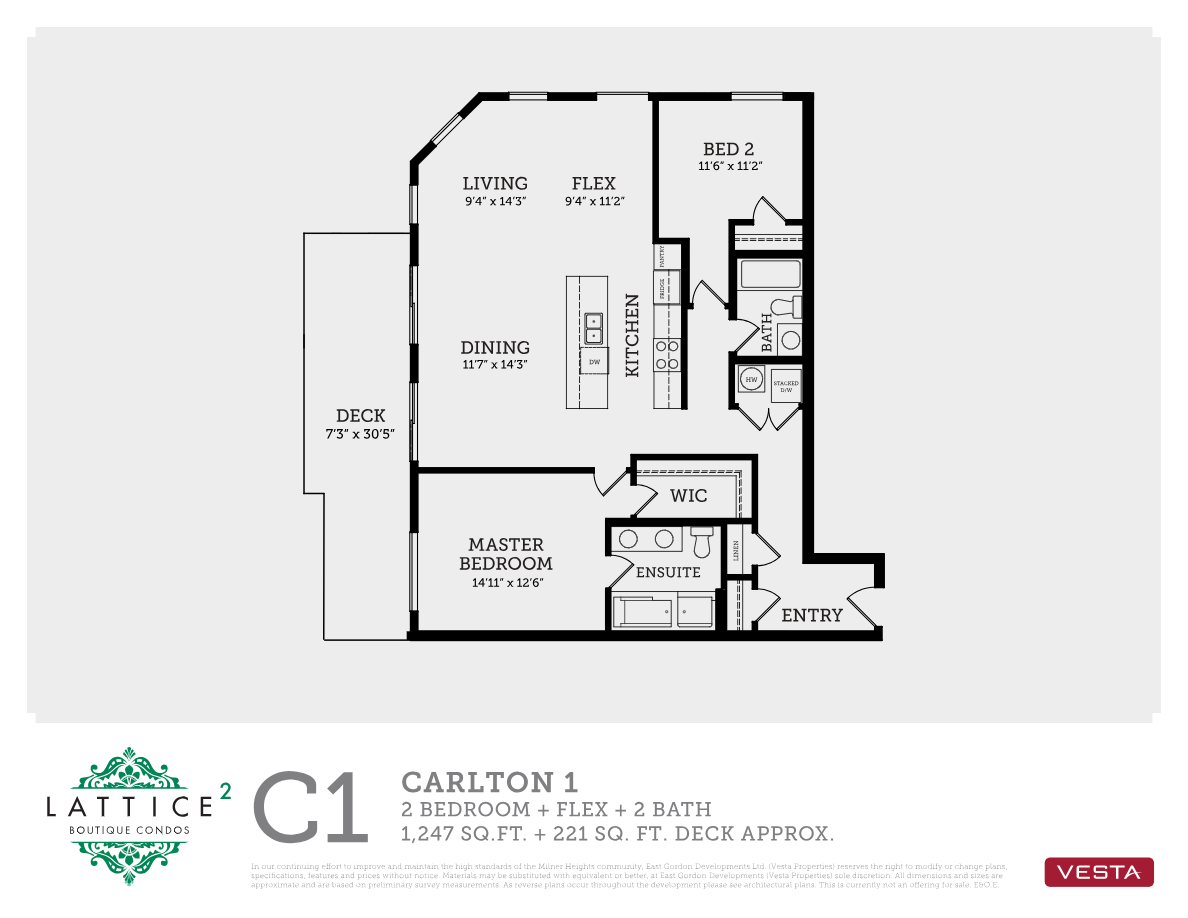 BED 2
11'6" x 11'2"
LIVING
9'4" x 14'3"
FLEX
9'4" x 11'2"
PANTRY
FRIDGE
KITCHEN
DW
BATH
DINING
11'7" x 14'3"
HW
STACKED
D/W
DECK
7'3" x 30'5"
WIC
MASTER
BEDROOM
14'11" x 12'6"
ENSUITE
LINEN
ENTRY
LATTICE²
BOUTIQUE CONDOS
C1
CARLTON 1
2 BEDROOM + FLEX + 2 BATH
1,247 SQ.FT. + 221 SQ. FT. DECK APPROX.
In our continuing effort to improve and maintain the high standards of the Milner Heights community, East Gordon Developments Ltd. (Vesta Properties) reserves the right to modify or change plans,
specifications, features and prices without notice. Materials may be substituted with equivalent or better, at East Gordon Developments (Vesta Properties) sole discretion. All dimensions and sizes are
approximate and are based on preliminary survey measurements. As reverse plans occur throughout the development please see architectural plans. This is currently not an offering for sale. E&O.E.
VESTA